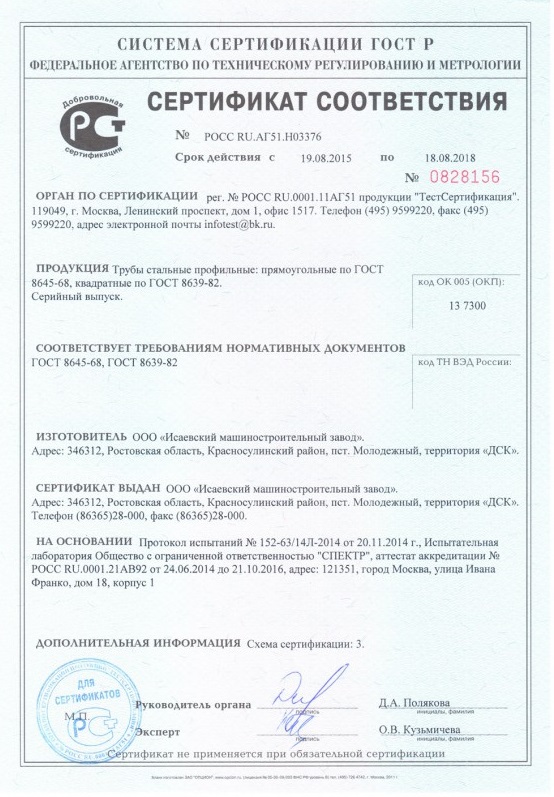 СИСТЕМА СЕРТИФИКАЦИИ ГОСТ Р
ФЕДЕРАЛЬНОЕ АГЕНТСТВО ПО ТЕХНИЧЕСКОМУ РЕГУЛИРОВАНИЮ И МЕТРОЛОГИИ
Добровольная
сертификация
СЕРТИФИКАТ СООТВЕТСТВИЯ
№ РОСС RU.АГ51.Н03376
Срок действия с 19.08.2015 по 18.08.2018
№ 0828156
ОРГАН ПО СЕРТИФИКАЦИИ рег. № РОСС RU.0001.11АГ51 продукции "ТестСертификация".
119049, г. Москва, Ленинский проспект, дом 1, офис 1517. Телефон (495) 9599220, факс (495)
9599220, адрес электронной почты infotest@bk.ru.
ПРОДУКЦИЯ Трубы стальные профильные: прямоугольные по ГОСТ
8645-68, квадратные по ГОСТ 8639-82.
Серийный выпуск.
код ОК 005 (ОКП):
13 7300
СООТВЕТСТВУЕТ ТРЕБОВАНИЯМ НОРМАТИВНЫХ ДОКУМЕНТОВ
ГОСТ 8645-68, ГОСТ 8639-82
код ТН ВЭД России:
ИЗГОТОВИТЕЛЬ ООО «Исаевский машиностроительный завод».
Адрес: 346312, Ростовская область, Красносулинский район, пст. Молодежный, территория «ДСК».
СЕРТИФИКАТ ВЫДАН ООО «Исаевский машиностроительный завод».
Адрес: 346312, Ростовская область, Красносулинский район, пст. Молодежный, территория «ДСК».
Телефон (86365)28-000, факс (86365)28-000.
НА ОСНОВАНИИ Протокол испытаний № 152-63/14Л-2014 от 20.11.2014 г., Испытательная
лаборатория Общество с ограниченной ответственностью "СПЕКТР", аттестат аккредитации №
РОСС RU.0001.21АВ92 от 24.06.2014 до 21.10.2016, адрес: 121351, город Москва, улица Ивана
Франко, дом 18, корпус 1
ДОПОЛНИТЕЛЬНАЯ ИНФОРМАЦИЯ Схема сертификации: 3.
ДЛЯ
СЕРТИФИКАТОВ
М.П.
Руководитель органа
подпись
Д.А. Полякова
инициалы, фамилия
Эксперт
подпись
О.В. Кузьмичева
инициалы, фамилия
Сертификат не применяется при обязательной сертификации